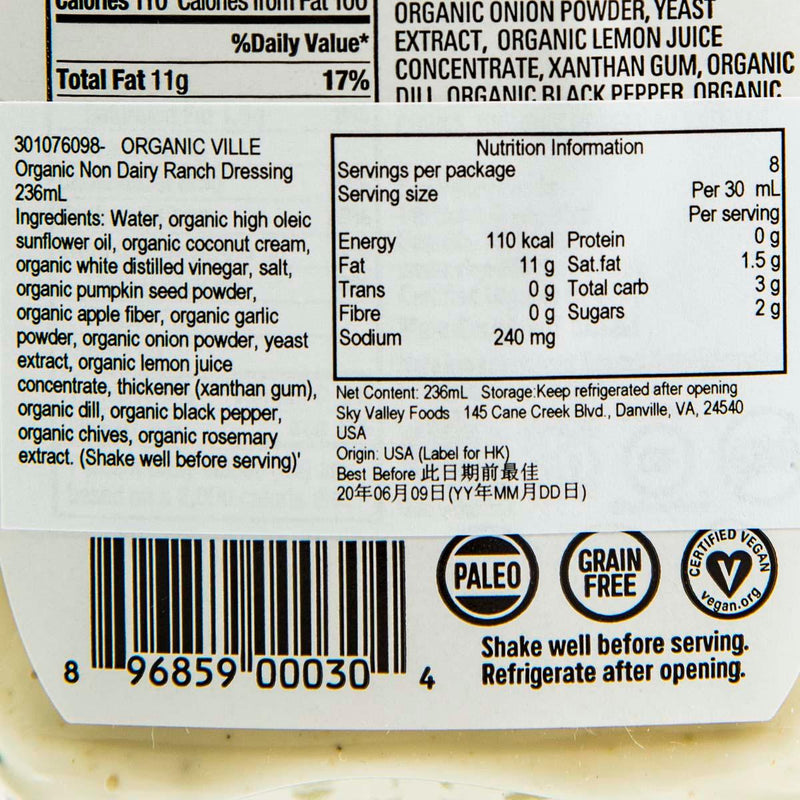 Calories 110 Calories from Fat 100
%Daily Value*
Total Fat 11g 17%
ORGANIC ONION POWDER, YEAST
EXTRACT, ORGANIC LEMON JUICE
CONCENTRATE, XANTHAN GUM, ORGANIC
DILL, ORGANIC BLACK PEPPER, ORGANIC
301076098- ORGANIC VILLE
Organic Non Dairy Ranch Dressing
236mL
Ingredients: Water, organic high oleic
sunflower oil, organic coconut cream,
organic white distilled vinegar, salt,
organic pumpkin seed powder,
organic apple fiber, organic garlic
powder, organic onion powder, yeast
extract, organic lemon juice
concentrate, thickener (xanthan gum),
organic dill, organic black pepper,
organic chives, organic rosemary
extract. (Shake well before serving)'
Nutrition Information
Servings per package 8
Serving size Per 30 mL
Per serving
Energy 110 kcal Protein 0 g
Fat 11 g Sat.fat 1.5 g
Trans 0 g Total carb 3 g
Fibre 0 g Sugars 2 g
Sodium 240 mg
Net Content: 236mL Storage:Keep refrigerated after opening
Sky Valley Foods 145 Cane Creek Blvd., Danville, VA, 24540
USA
Origin: USA (Label for HK)
Best Before 此日期前最佳
20年06月09日(YY年MM月DD日)
PALEO
GRAIN
FREE
CERTIFIED VEGAN
vegan.org
Shake well before serving.
Refrigerate after opening.
8 96859 00030 4